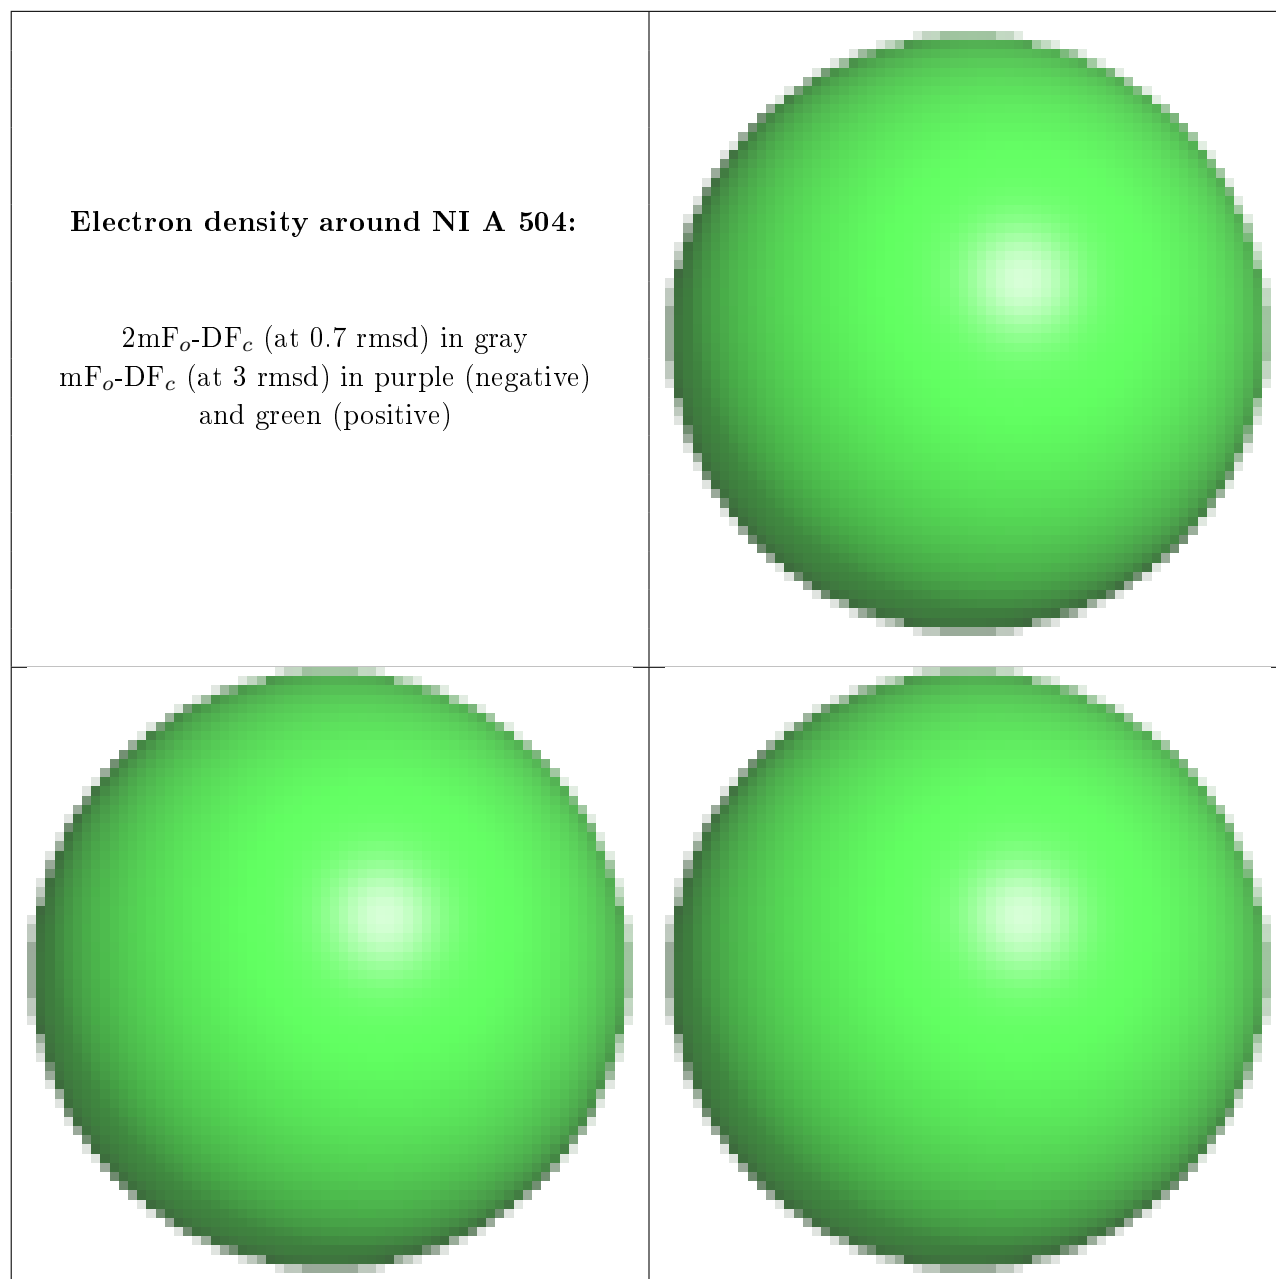 Electron density around NI A 504:
2mFo-DFc (at 0.7 rmsd) in gray
mFo-DFc (at 3 rmsd) in purple (negative)
and green (positive)